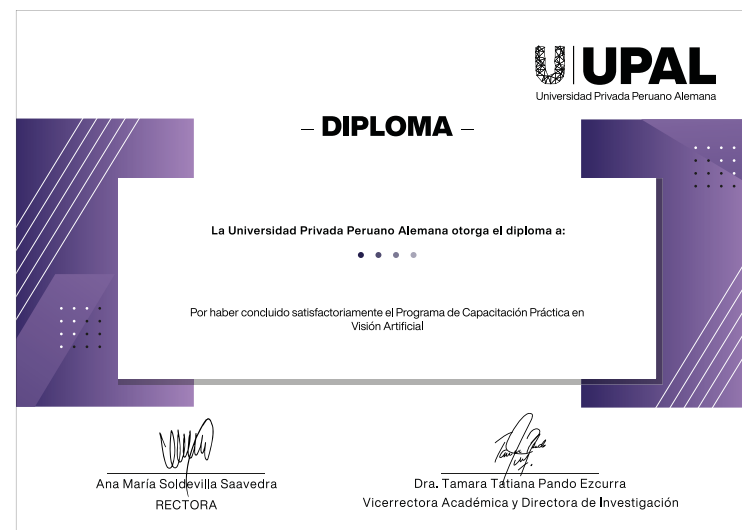 UPAL
Universidad Privada Peruano Alemana
– DIPLOMA –
La Universidad Privada Peruano Alemana otorga el diploma a:
Por haber concluido satisfactoriamente el Programa de Capacitación Práctica en
Visión Artificial
Ana María Soldevilla Saavedra
RECTORA
Dra. Tamara Tatiana Pando Ezcurra
Vicerrectora Académica y Directora de Investigación